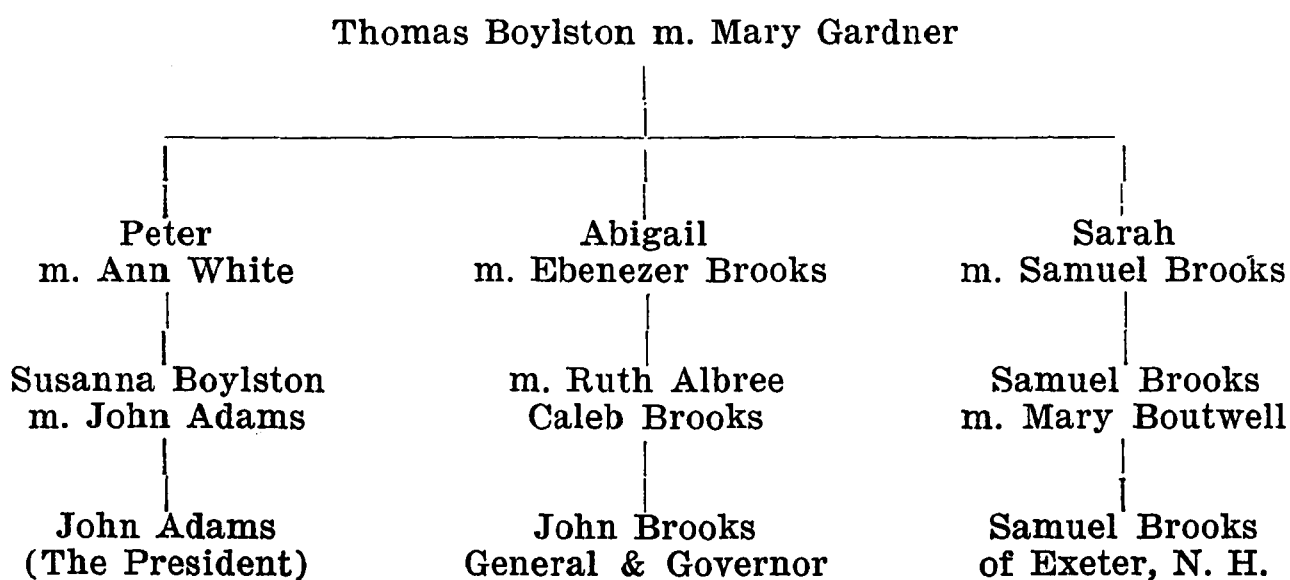 Thomas Boylston m. Mary Gardner
Peter
m. Ann White
Abigail
m. Ebenezer Brooks
Sarah
m. Samuel Brooks
Susanna Boylston
m. John Adams
m. Ruth Albree
Caleb Brooks
Samuel Brooks
m. Mary Boutwell
John Adams
(The President)
John Brooks
General & Governor
Samuel Brooks
of Exeter, N. H.